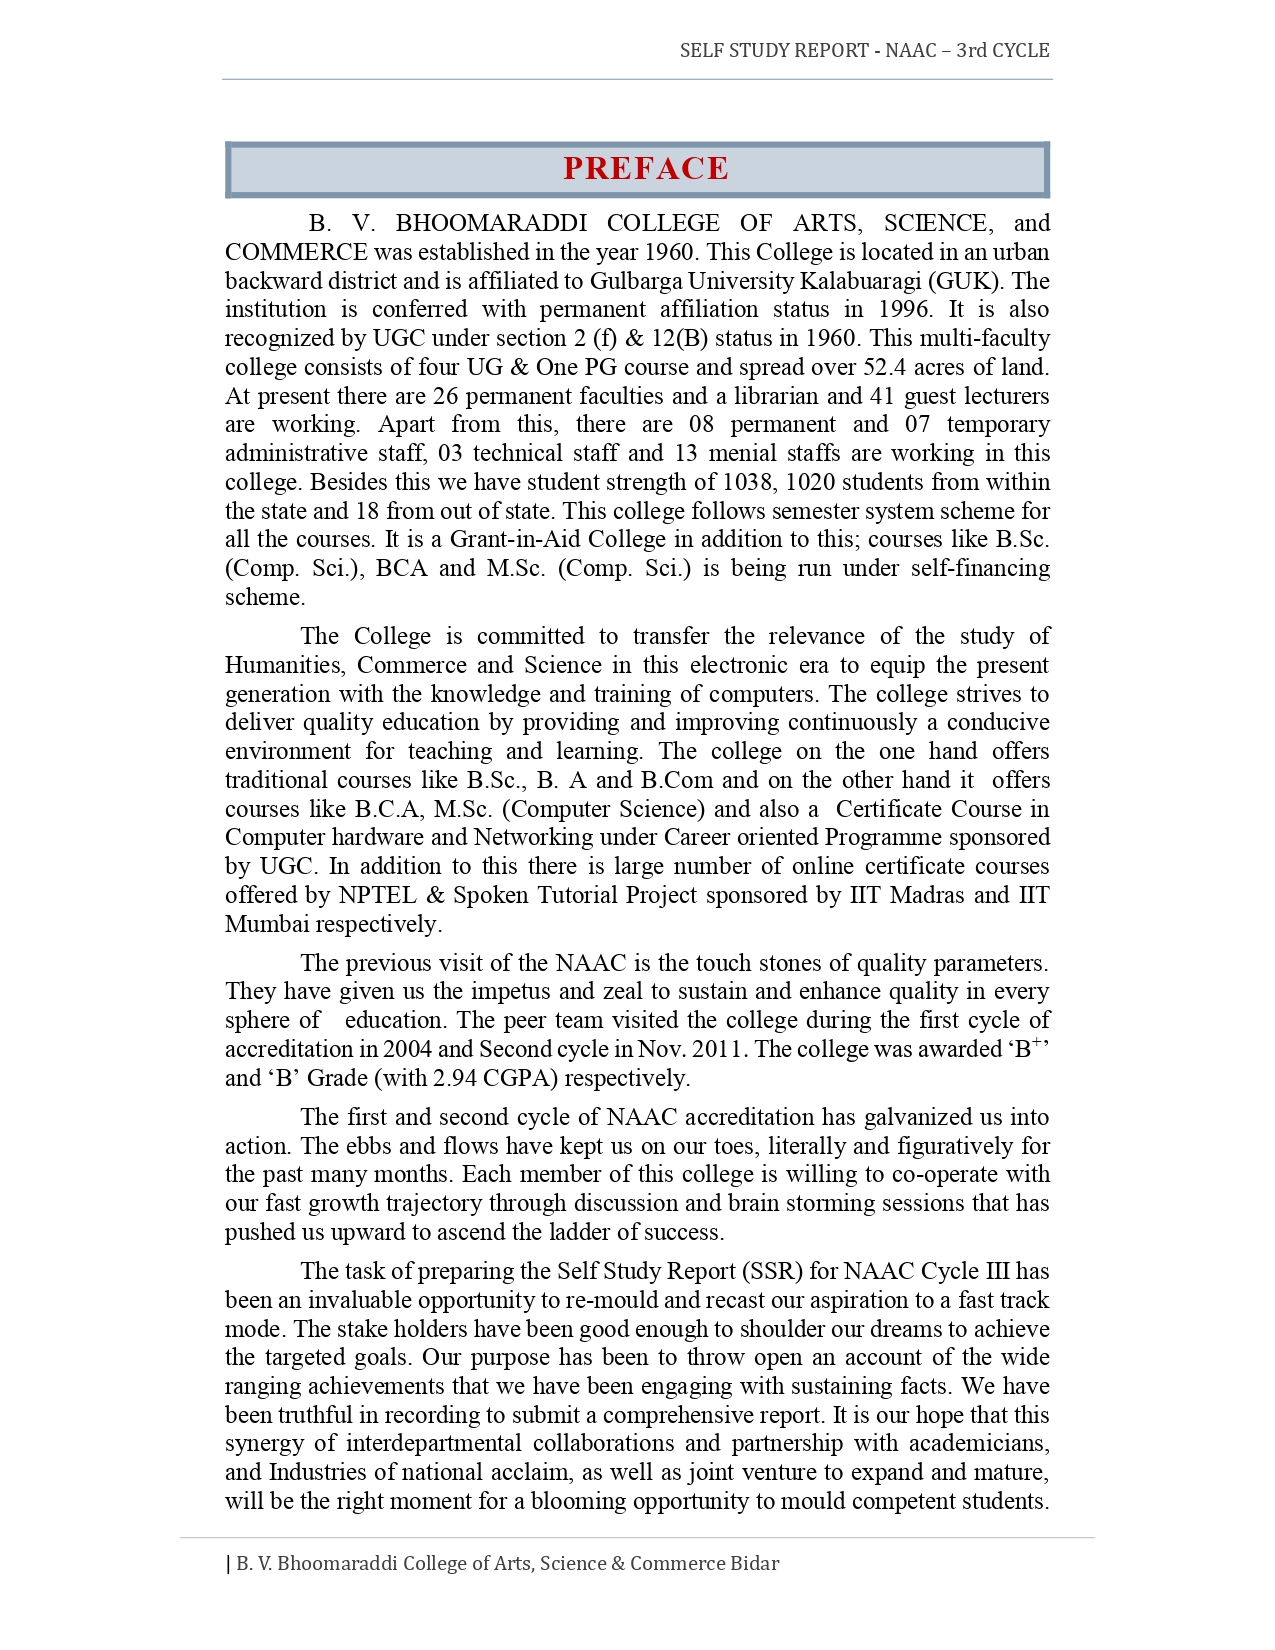 SELF STUDY REPORT - NAAC – 3rd CYCLE
PREFACE
B. V. BHOOMARADDI COLLEGE OF ARTS, SCIENCE, and
COMMERCE was established in the year 1960. This College is located in an urban
backward district and is affiliated to Gulbarga University Kalabuaragi (GUK). The
institution is conferred with permanent affiliation status in 1996. It is also
recognized by UGC under section 2 (f) & 12(B) status in 1960. This multi-faculty
college consists of four UG & One PG course and spread over 52.4 acres of land.
At present there are 26 permanent faculties and a librarian and 41 guest lecturers
are working. Apart from this, there are 08 permanent and 07 temporary
administrative staff, 03 technical staff and 13 menial staffs are working in this
college. Besides this we have student strength of 1038, 1020 students from within
the state and 18 from out of state. This college follows semester system scheme for
all the courses. It is a Grant-in-Aid College in addition to this; courses like B.Sc.
(Comp. Sci.), BCA and M.Sc. (Comp. Sci.) is being run under self-financing
scheme.
The College is committed to transfer the relevance of the study of
Humanities, Commerce and Science in this electronic era to equip the present
generation with the knowledge and training of computers. The college strives to
deliver quality education by providing and improving continuously a conducive
environment for teaching and learning. The college on the one hand offers
traditional courses like B.Sc., B. A and B.Com and on the other hand it offers
courses like B.C.A, M.Sc. (Computer Science) and also a Certificate Course in
Computer hardware and Networking under Career oriented Programme sponsored
by UGC. In addition to this there is large number of online certificate courses
offered by NPTEL & Spoken Tutorial Project sponsored by IIT Madras and IIT
Mumbai respectively.
The previous visit of the NAAC is the touch stones of quality parameters.
They have given us the impetus and zeal to sustain and enhance quality in every
sphere of education. The peer team visited the college during the first cycle of
accreditation in 2004 and Second cycle in Nov. 2011. The college was awarded ‘B+’
and ‘B’ Grade (with 2.94 CGPA) respectively.
The first and second cycle of NAAC accreditation has galvanized us into
action. The ebbs and flows have kept us on our toes, literally and figuratively for
the past many months. Each member of this college is willing to co-operate with
our fast growth trajectory through discussion and brain storming sessions that has
pushed us upward to ascend the ladder of success.
The task of preparing the Self Study Report (SSR) for NAAC Cycle III has
been an invaluable opportunity to re-mould and recast our aspiration to a fast track
mode. The stake holders have been good enough to shoulder our dreams to achieve
the targeted goals. Our purpose has been to throw open an account of the wide
ranging achievements that we have been engaging with sustaining facts. We have
been truthful in recording to submit a comprehensive report. It is our hope that this
synergy of interdepartmental collaborations and partnership with academicians,
and Industries of national acclaim, as well as joint venture to expand and mature,
will be the right moment for a blooming opportunity to mould competent students.
| B. V. Bhoomaraddi College of Arts, Science & Commerce Bidar